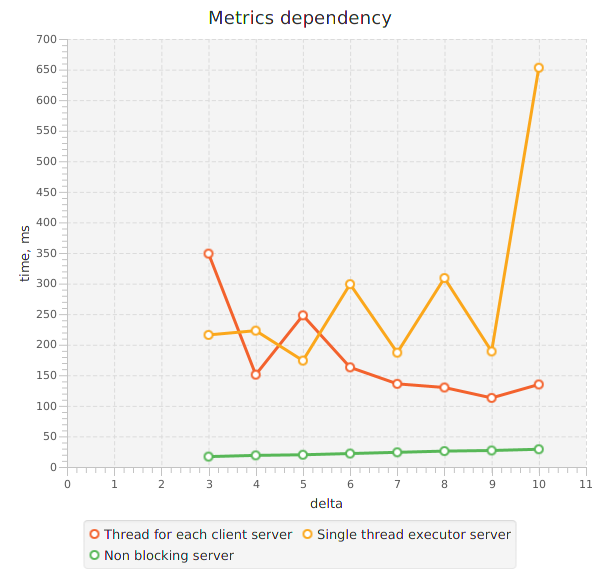 Metrics dependency
700
650
600
550
500
450
400
350
300
250
200
150
100
50
0
time, ms
0 1 2 3 4 5 6 7 8 9 10 11
delta
Thread for each client server Single thread executor server
Non blocking server